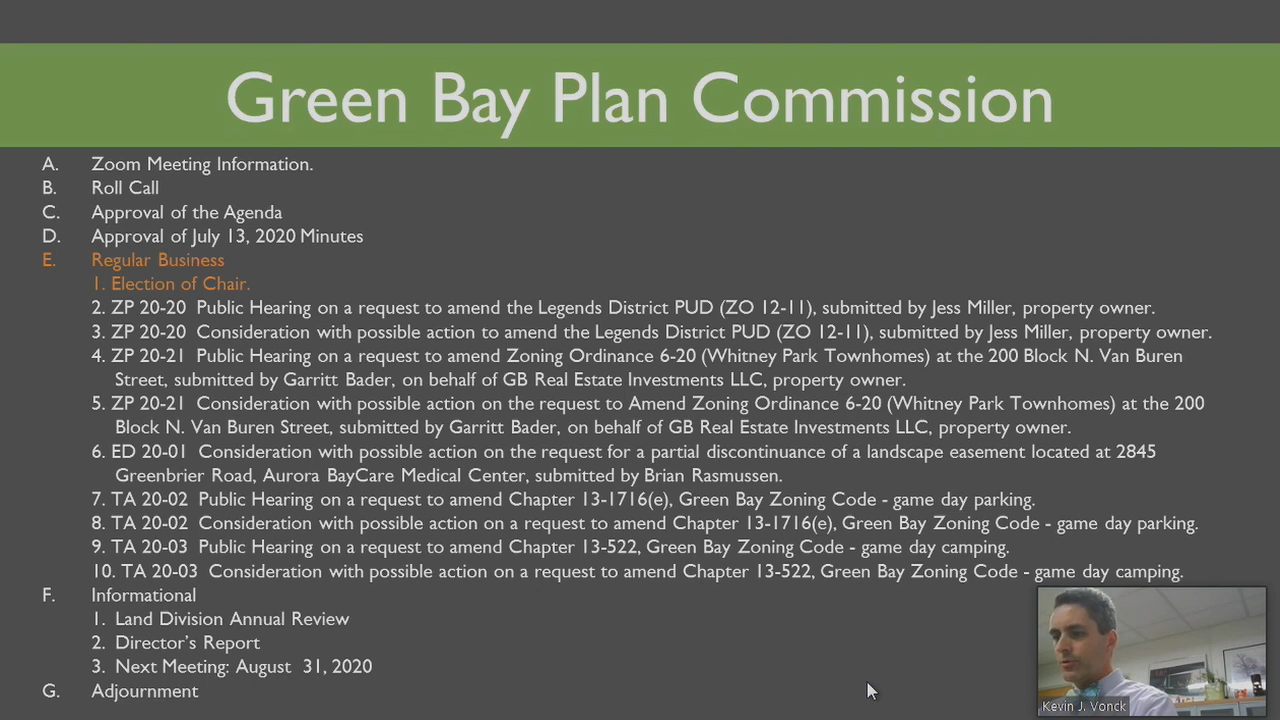 Green Bay Plan Commission
A. Zoom Meeting Information.
B. Roll Call
C. Approval of the Agenda
D. Approval of July 13, 2020 Minutes
E. Regular Business
1. Election of Chair.
2. ZP 20-20 Public Hearing on a request to amend the Legends District PUD (ZO 12-11), submitted by Jess Miller, property owner.
3. ZP 20-20 Consideration with possible action to amend the Legends District PUD (ZO 12-11), submitted by Jess Miller, property owner.
4. ZP 20-21 Public Hearing on a request to amend Zoning Ordinance 6-20 (Whitney Park Townhomes) at the 200 Block N. Van Buren
Street, submitted by Garritt Bader, on behalf of GB Real Estate Investments LLC, property owner.
5. ZP 20-21 Consideration with possible action on the request to Amend Zoning Ordinance 6-20 (Whitney Park Townhomes) at the 200
Block N. Van Buren Street, submitted by Garritt Bader, on behalf of GB Real Estate Investments LLC, property owner.
6. ED 20-01 Consideration with possible action on the request for a partial discontinuance of a landscape easement located at 2845
Greenbrier Road, Aurora BayCare Medical Center, submitted by Brian Rasmussen.
7. TA 20-02 Public Hearing on a request to amend Chapter 13-1716(e), Green Bay Zoning Code - game day parking.
8. TA 20-02 Consideration with possible action on a request to amend Chapter 13-1716(e), Green Bay Zoning Code - game day parking.
9. TA 20-03 Public Hearing on a request to amend Chapter 13-522, Green Bay Zoning Code - game day camping.
10. TA 20-03 Consideration with possible action on a request to amend Chapter 13-522, Green Bay Zoning Code - game day camping.
F. Informational
1. Land Division Annual Review
2. Director's Report
3. Next Meeting: August 31, 2020
G. Adjournment
Kevin J. Vonck